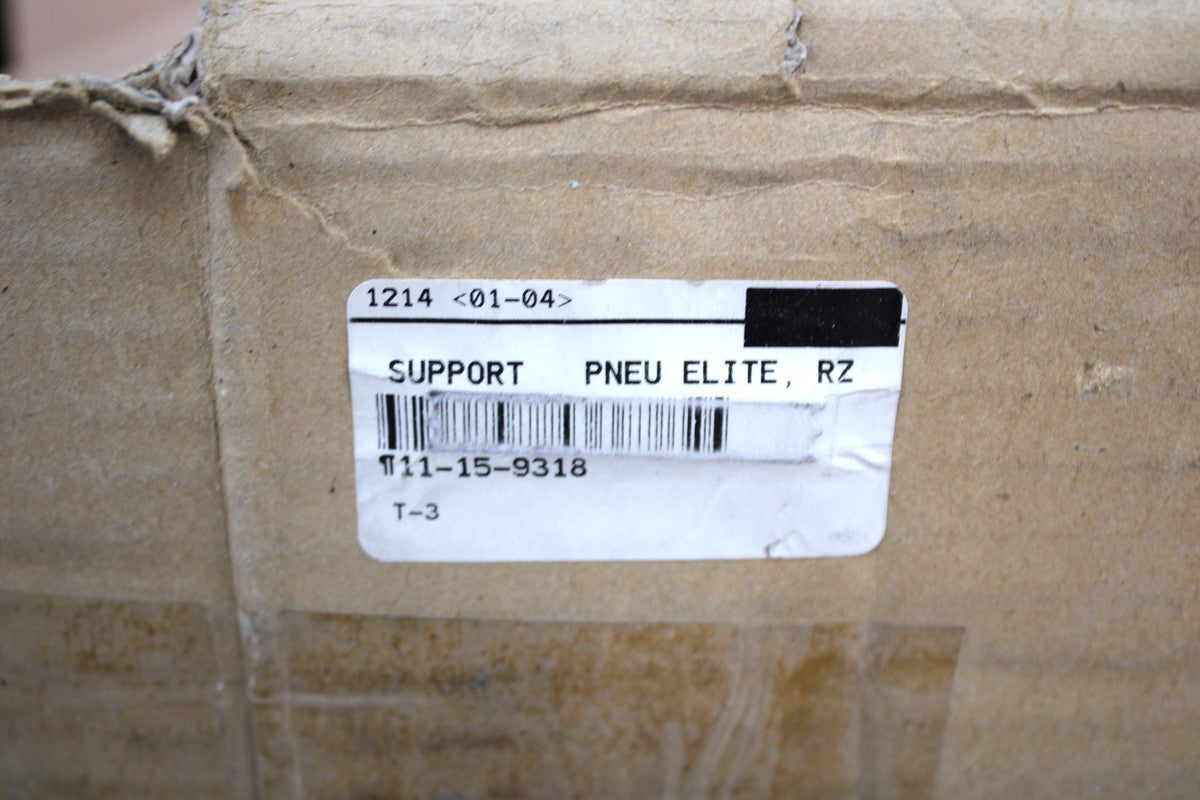 1214 <01-04>
SUPPORT PNEU ELITE, RZ
¶11-15-9318
T-3